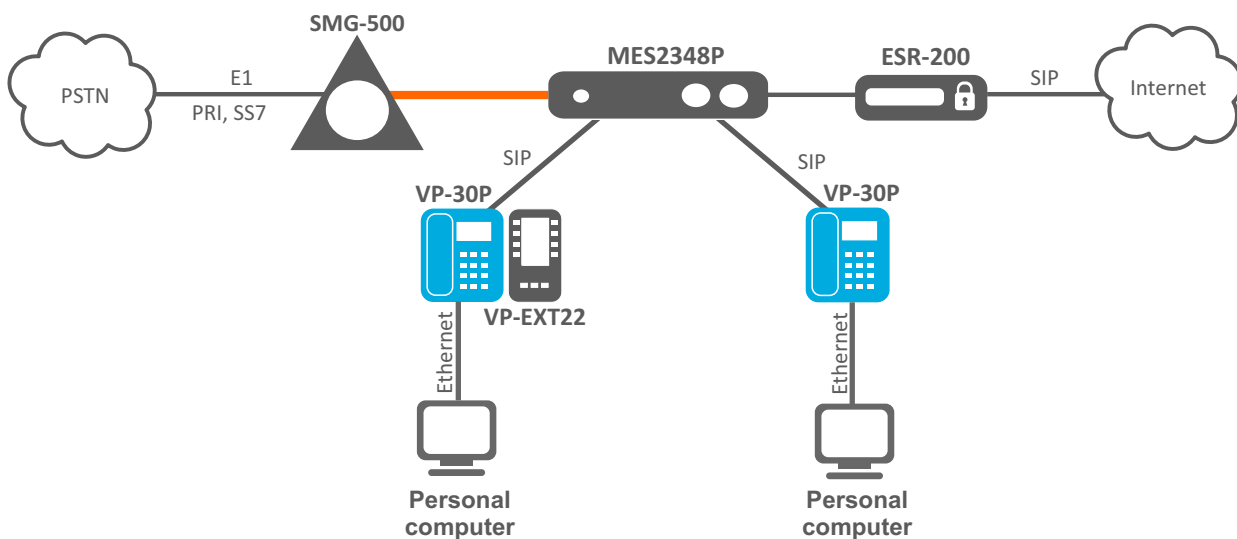 SMG-500
MES2348P
ESR-200
PSTN
E1
PRI, SS7
SIP
Internet
SIP
SIP
VP-30P
VP-30P
VP-EXT22
Ethernet
Ethernet
Personal
computer
Personal
computer